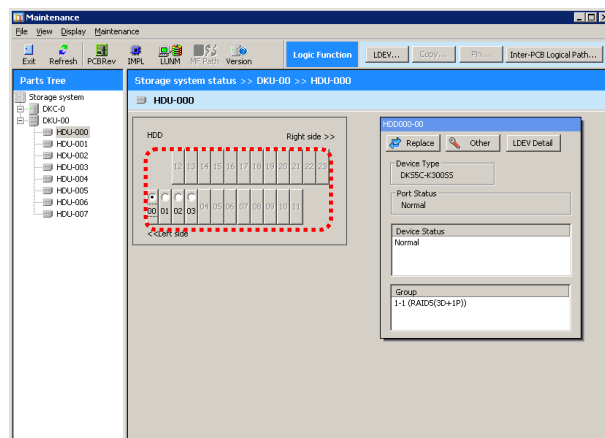 Maintenance
File View Display Maintenance
Exit Refresh PCBRev IMPL LUNM MF Path Version Logic Function LDEV... Copy... Pin... Inter-PCB Logical Path...
Parts Tree
Storage system status >> DKU-00 >> HDU-000
Storage system
DKC-0
DKU-00
HDU-000
HDU-001
HDU-002
HDU-003
HDU-004
HDU-005
HDU-006
HDU-007
HDU-000
HDD Right side >>
12 13 14 15 16 17 18 19 20 21 22 23
00 01 02 03 04 05 06 07 08 09 10 11
<<Left side
HDD000-00
Replace Other LDEV Detail
Device Type
DKS5C-K300SS
Port Status
Normal
Device Status
Normal
Group
1-1 (RAID5(3D+1P))